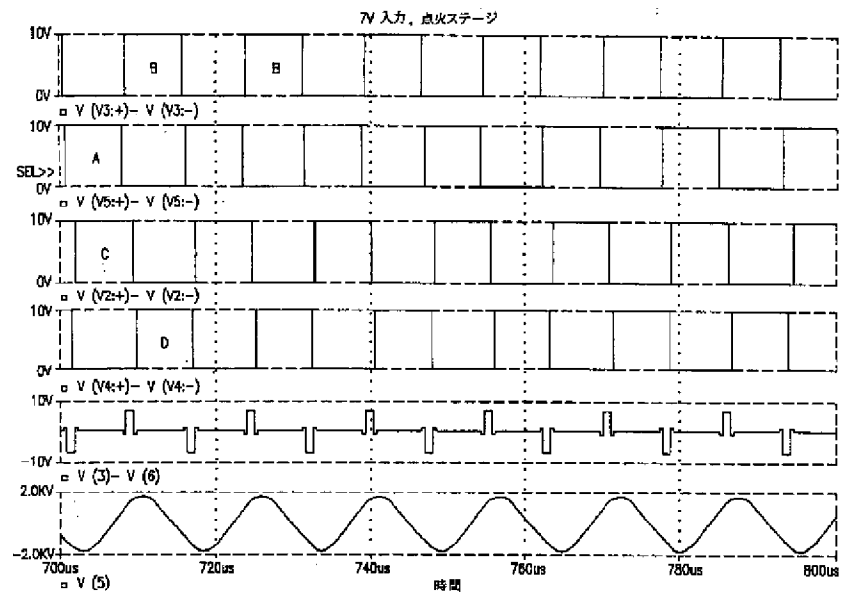 7V 入力, 点火ステージ
10V
B
B
0V
□ V (V3:+)- V (V3:-)
10V
A
SEL>>
0V
□ V (V5:+)- V (V5:-)
10V
C
0V
□ V (V2:+)- V (V2:-)
10V
D
0V
□ V (V4:+)- V (V4:-)
10V
-10V
□ V (3)- V (6)
2.0KV
-2.0KV
700us 720us 740us 760us 780us 800us
□ V (5)
時間